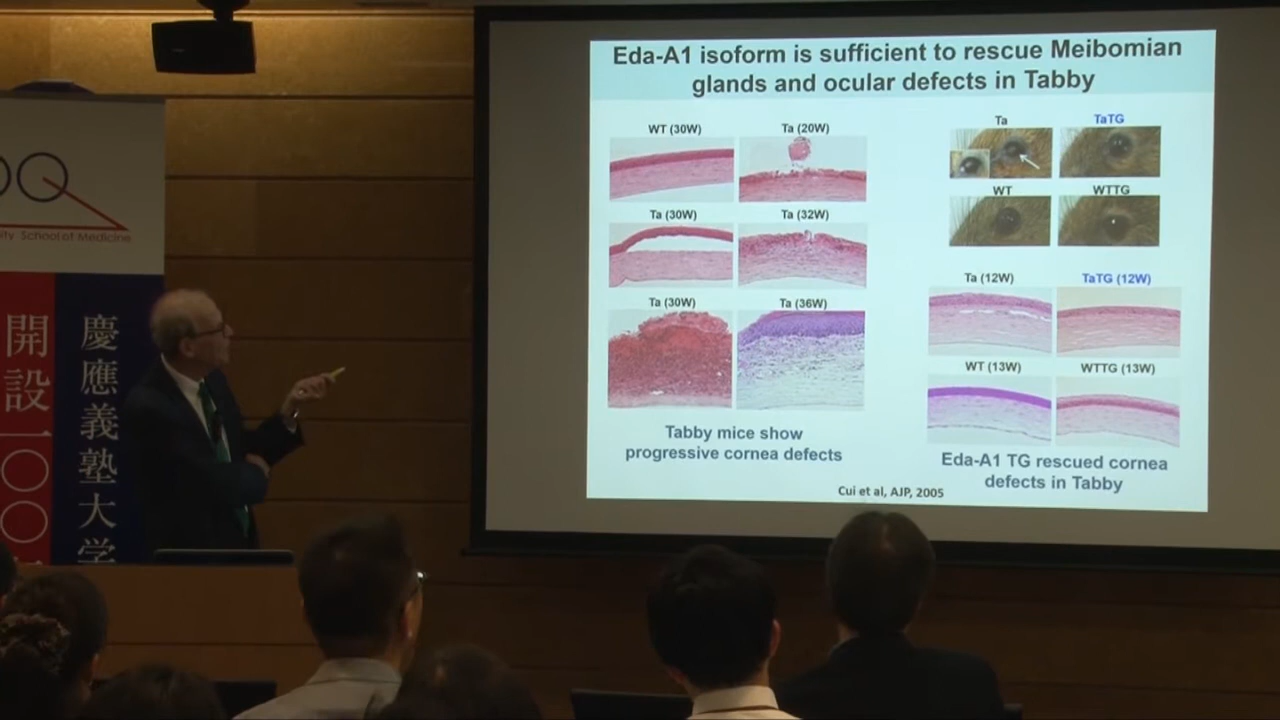 Eda-A1 isoform is sufficient to rescue Meibomian
glands and ocular defects in Tabby
WT (30W)
Ta (20W)
Ta (30W)
Ta (32W)
Ta (30W)
Ta (36W)
Tabby mice show
progressive cornea defects
Ta
TaTG
WT
WTTG
Ta (12W)
TaTG (12W)
WT (13W)
WTTG (13W)
Eda-A1 TG rescued cornea
defects in Tabby
Cui et al, AJP, 2005
School of Medicine
開設一〇〇
慶應義塾大学